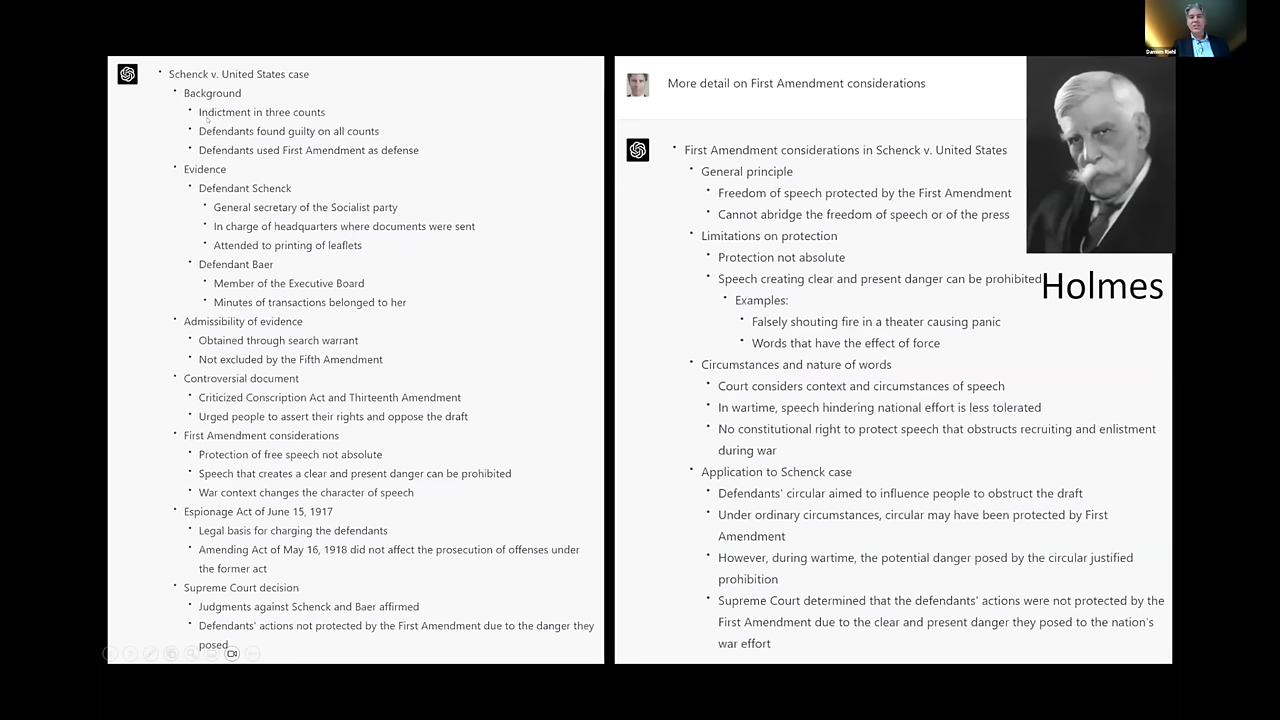 Schenck v. United States case
Background
Indictment in three counts
Defendants found guilty on all counts
Defendants used First Amendment as defense
Evidence
Defendant Schenck
General secretary of the Socialist party
In charge of headquarters where documents were sent
Attended to printing of leaflets
Defendant Baer
Member of the Executive Board
Minutes of transactions belonged to her
Admissibility of evidence
Obtained through search warrant
Not excluded by the Fifth Amendment
Controversial document
Criticized Conscription Act and Thirteenth Amendment
Urged people to assert their rights and oppose the draft
First Amendment considerations
Protection of free speech not absolute
Speech that creates a clear and present danger can be prohibited
War context changes the character of speech
Espionage Act of June 15, 1917
Legal basis for charging the defendants
Amending Act of May 16, 1918 did not affect the prosecution of offenses under
the former act
Supreme Court decision
Judgments against Schenck and Baer affirmed
Defendants' actions not protected by the First Amendment due to the danger they
posed
More detail on First Amendment considerations
First Amendment considerations in Schenck v. United States
General principle
Freedom of speech protected by the First Amendment
Cannot abridge the freedom of speech or of the press
Limitations on protection
Protection not absolute
Speech creating clear and present danger can be prohibited
Examples:
Falsely shouting fire in a theater causing panic
Words that have the effect of force
Circumstances and nature of words
Court considers context and circumstances of speech
In wartime, speech hindering national effort is less tolerated
No constitutional right to protect speech that obstructs recruiting and enlistment
during war
Application to Schenck case
Defendants' circular aimed to influence people to obstruct the draft
Under ordinary circumstances, circular may have been protected by First
Amendment
However, during wartime, the potential danger posed by the circular justified
prohibition
Supreme Court determined that the defendants' actions were not protected by the
First Amendment due to the clear and present danger they posed to the nation's
war effort
Holmes
Damien Riehl